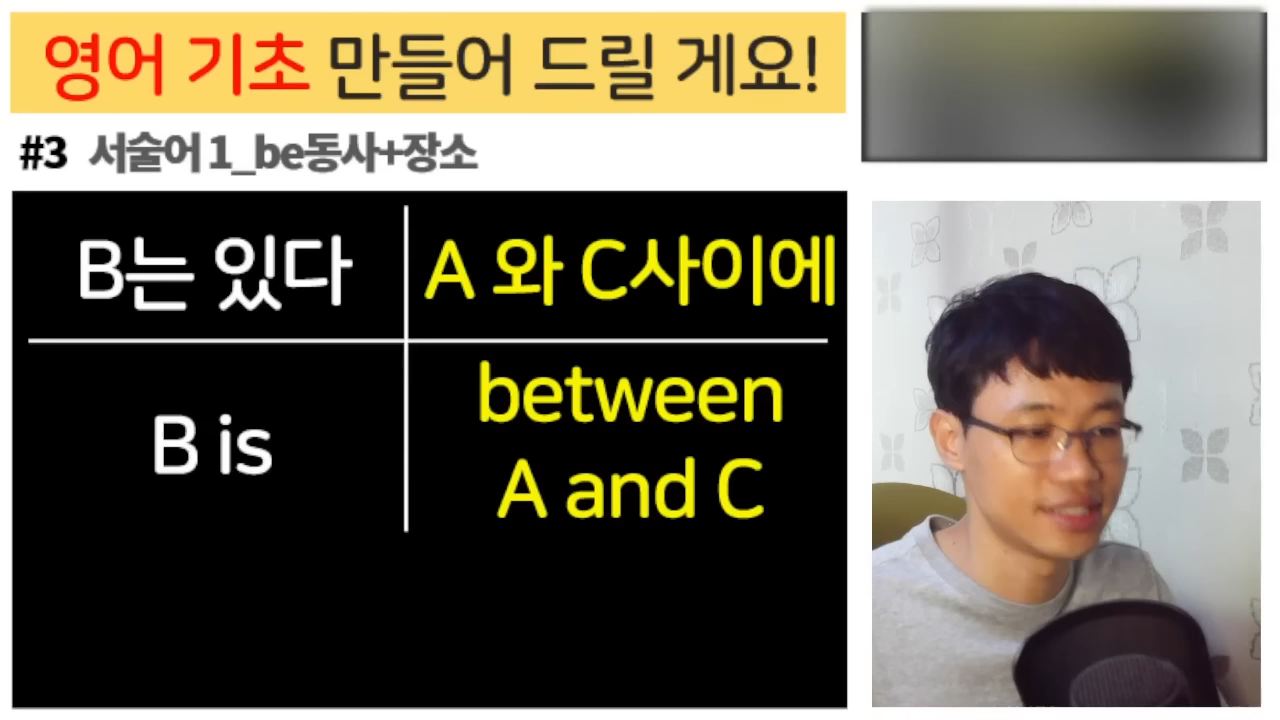 영어 기초 만들어 드릴 게요!
#3 서술어 1_be동사+장소
B는 있다
A 와 C사이에
B is
between
A and C